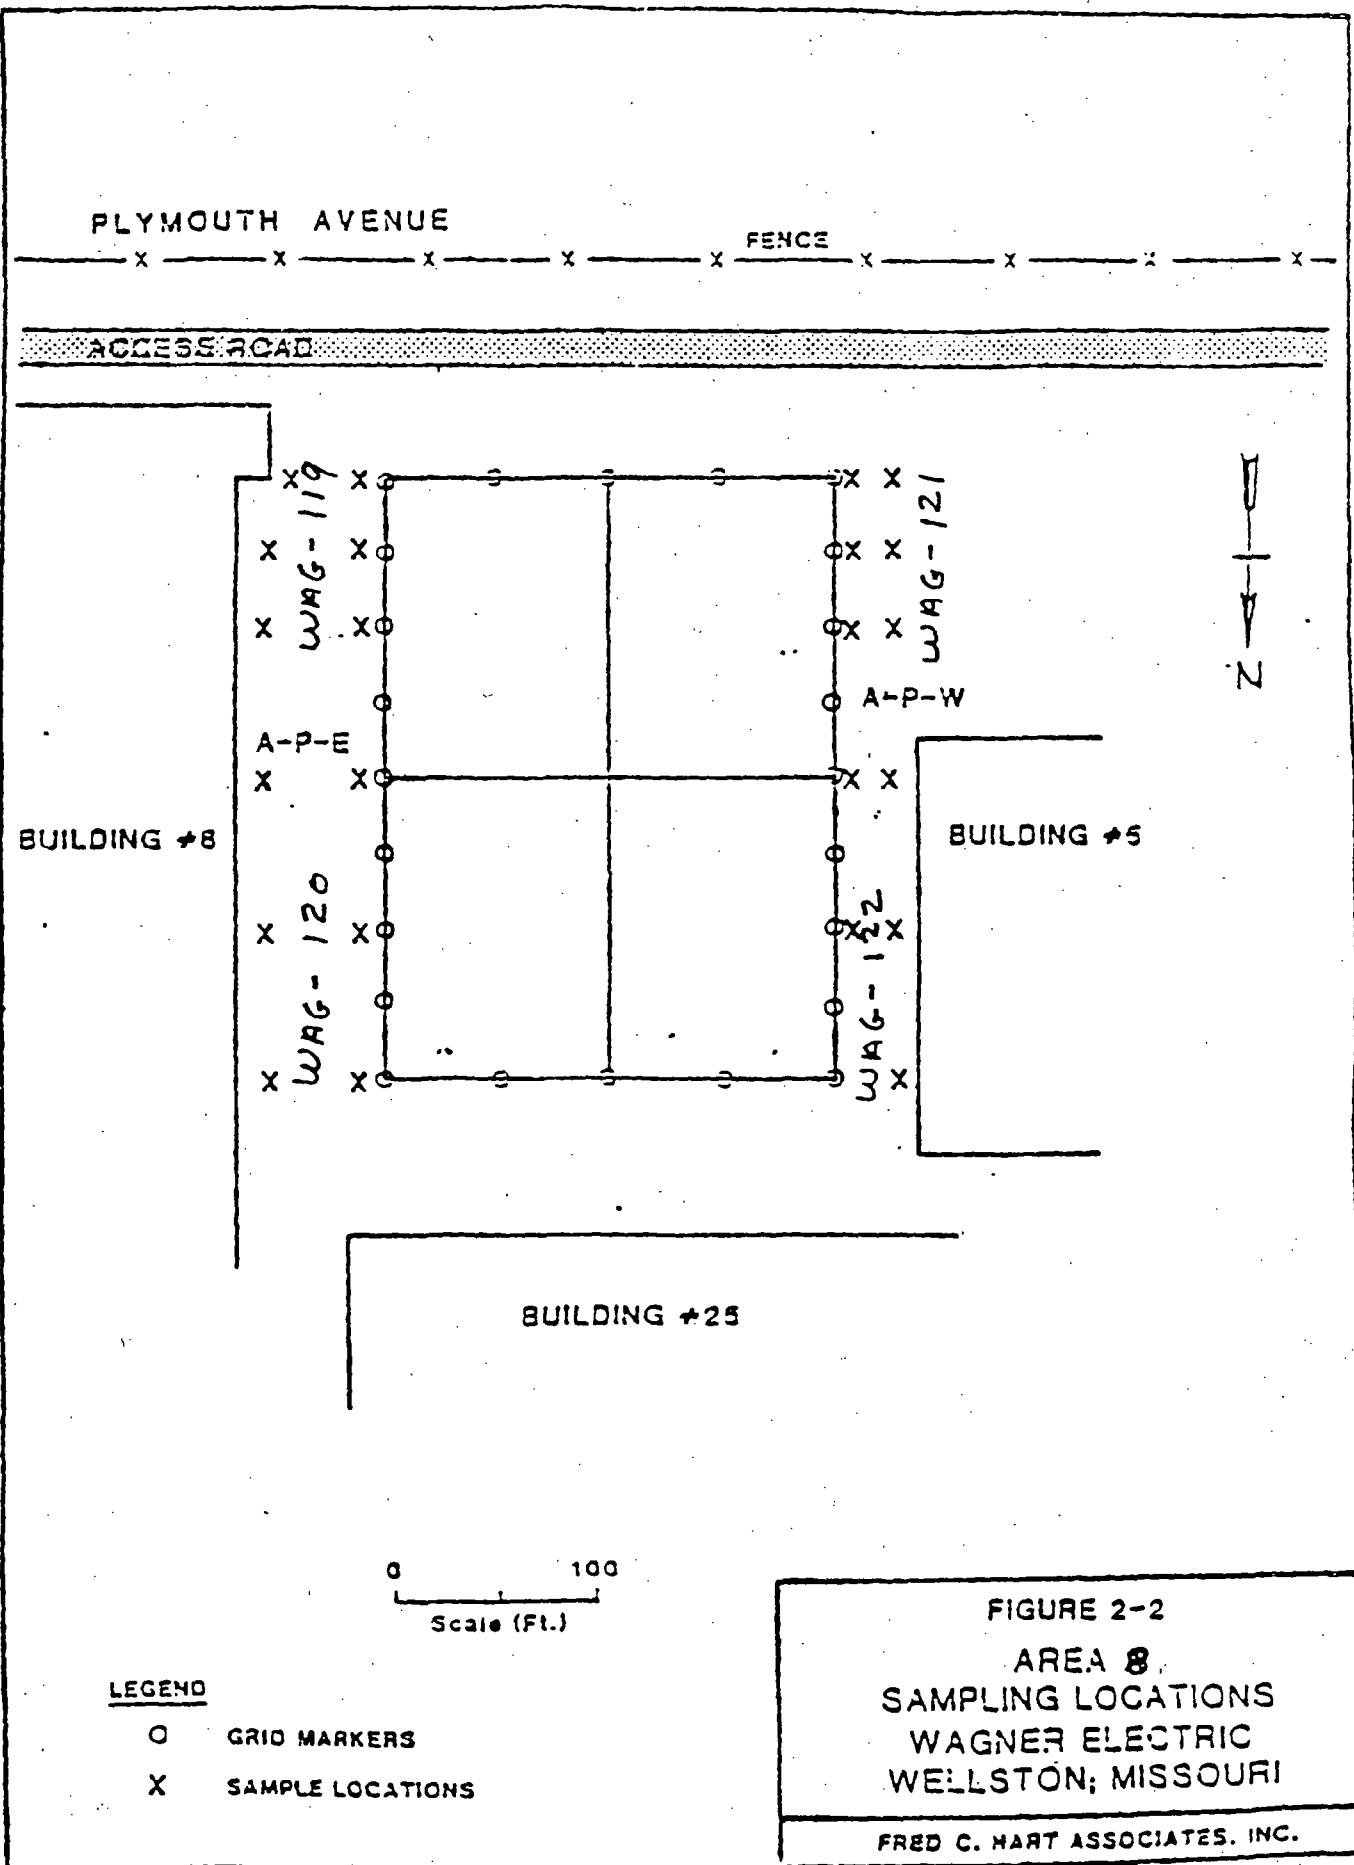 PLYMOUTH AVENUE
FENCE
ACCESS ROAD
WAG-119
WAG-121
N
A-P-W
A-P-E
BUILDING #8
BUILDING #5
WAG-120
WAG-122
BUILDING #25
0 100
Scale (Ft.)
FIGURE 2-2
AREA 8
SAMPLING LOCATIONS
WAGNER ELECTRIC
WELLSTON, MISSOURI
FRED C. HART ASSOCIATES, INC.
LEGEND
O GRID MARKERS
X SAMPLE LOCATIONS